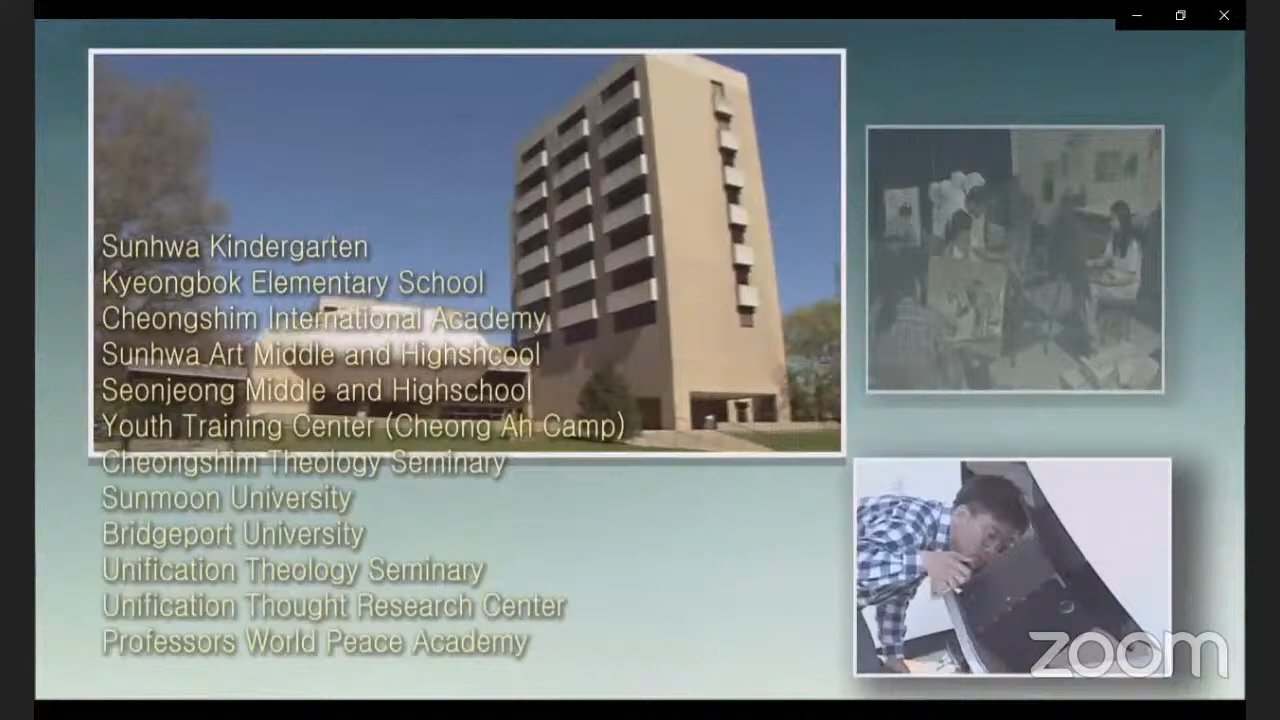 Sunhwa Kindergarten
Kyeongbok Elementary School
Cheongshim International Academy
Sunhwa Art Middle and Highshcool
Seonjeong Middle and Highschool
Youth Training Center (Cheong Ah Camp)
Cheongshim Theology Seminary
Sunmoon University
Bridgeport University
Unification Theology Seminary
Unification Thought Research Center
Professors World Peace Academy
zoom